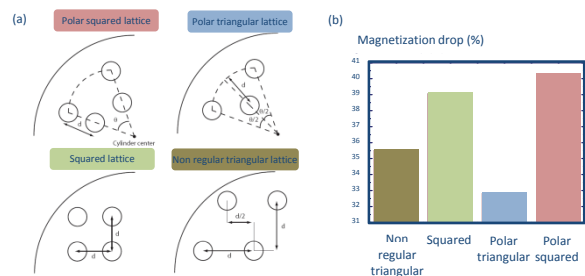 (a)
Polar squared lattice
Polar triangular lattice
d
θ
Cylinder center
d
θ/2
θ/2
Squared lattice
Non regular triangular lattice
d
d
d/2
d
d
(b)
Magnetization drop (%)
41
40
39
38
37
36
35
34
33
32
31
Non regular triangular
Squared
Polar triangular
Polar squared